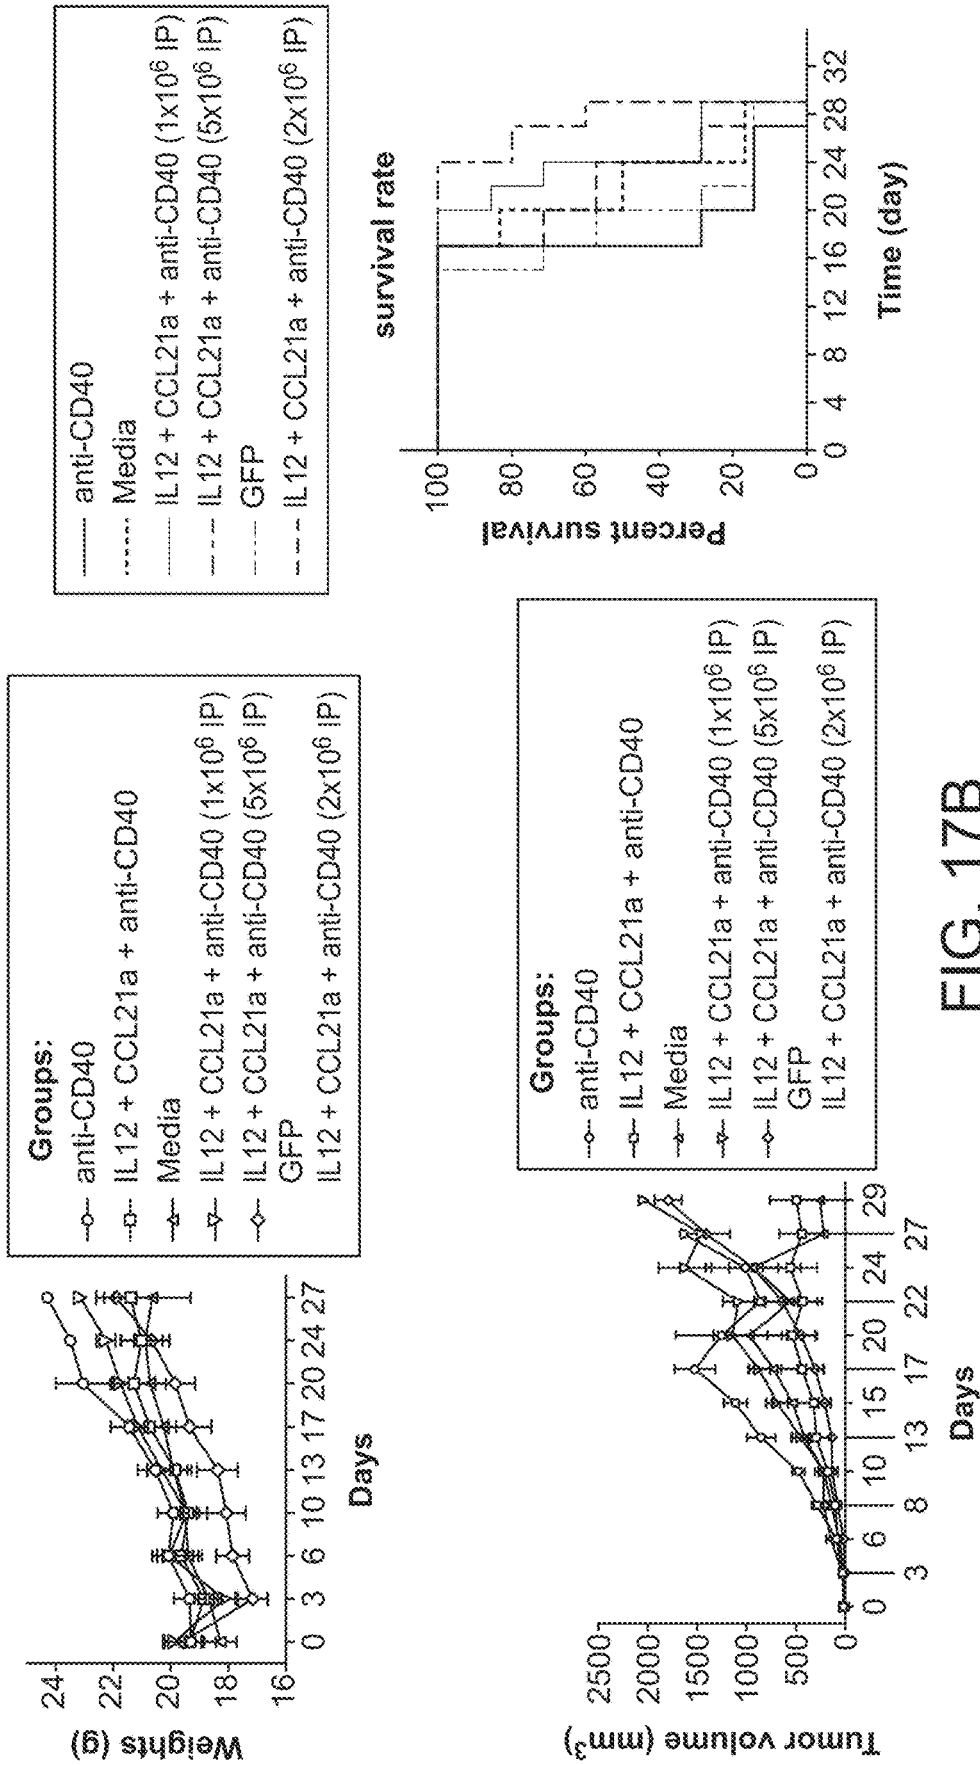 Weights (g)
24
22
20
18
16
0 3 6 10 13 17 20 24 27
Days
Groups:
anti-CD40
IL12 + CCL21a + anti-CD40
Media
IL12 + CCL21a + anti-CD40 (1x10⁶ IP)
IL12 + CCL21a + anti-CD40 (5x10⁶ IP)
GFP
IL12 + CCL21a + anti-CD40 (2x10⁶ IP)
anti-CD40
Media
IL12 + CCL21a + anti-CD40 (1x10⁶ IP)
IL12 + CCL21a + anti-CD40 (5x10⁶ IP)
GFP
IL12 + CCL21a + anti-CD40 (2x10⁶ IP)
survival rate
Percent survival
100
80
60
40
20
0
0 4 8 12 16 20 24 28 32
Time (day)
Tumor volume (mm³)
2500
2000
1500
1000
500
0
0 3 6 8 10 13 15 17 20 22 24 27 29
Days
Groups:
anti-CD40
IL12 + CCL21a + anti-CD40
Media
IL12 + CCL21a + anti-CD40 (1x10⁶ IP)
IL12 + CCL21a + anti-CD40 (5x10⁶ IP)
GFP
IL12 + CCL21a + anti-CD40 (2x10⁶ IP)
FIG. 17B